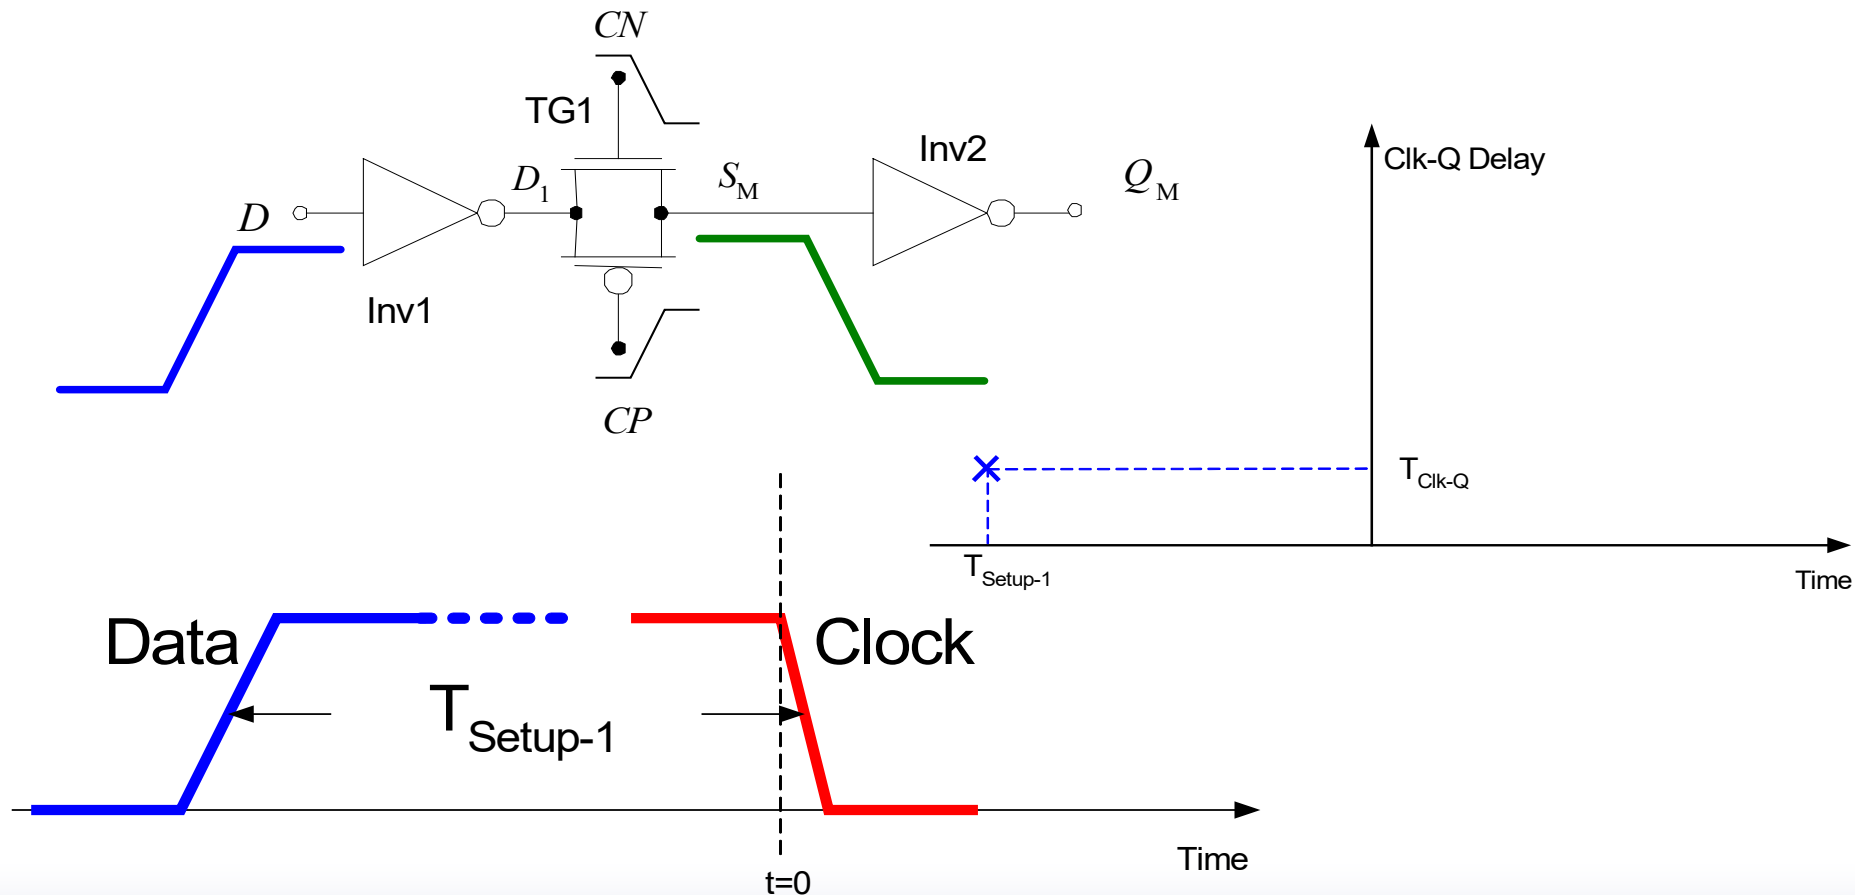 CN
TG1
Inv2
Clk-Q Delay
D
D1
SM
QM
Inv1
CP
TClk-Q
TSetup-1
Time
Data
Clock
TSetup-1
Time
t=0